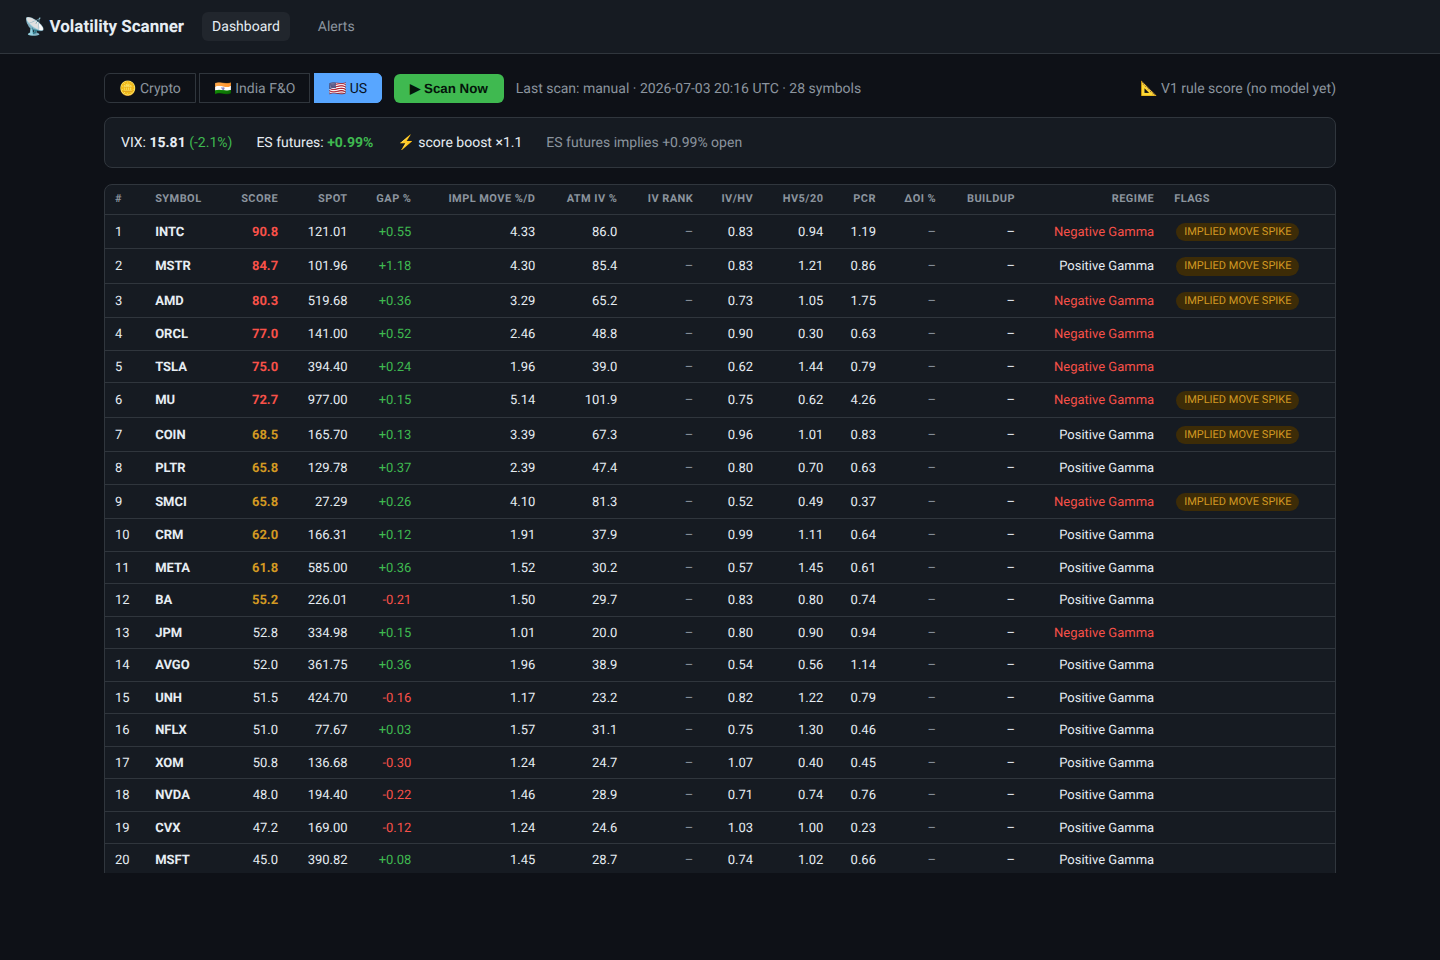 📡 Volatility Scanner Dashboard Alerts
🪙 Crypto 🇮🇳 India F&O 🇺🇸 US ▶ Scan Now Last scan: manual · 2026-07-03 20:16 UTC · 28 symbols 📐 V1 rule score (no model yet)
VIX: 15.81 (-2.1%) ES futures: +0.99% ⚡ score boost ×1.1 ES futures implies +0.99% open
# SYMBOL SCORE SPOT GAP % IMPL MOVE %/D ATM IV % IV RANK IV/HV HV5/20 PCR ΔOI % BUILDUP REGIME FLAGS
1 INTC 90.8 121.01 +0.55 4.33 86.0 – 0.83 0.94 1.19 – – Negative Gamma IMPLIED MOVE SPIKE
2 MSTR 84.7 101.96 +1.18 4.30 85.4 – 0.83 1.21 0.86 – – Positive Gamma IMPLIED MOVE SPIKE
3 AMD 80.3 519.68 +0.36 3.29 65.2 – 0.73 1.05 1.75 – – Negative Gamma IMPLIED MOVE SPIKE
4 ORCL 77.0 141.00 +0.52 2.46 48.8 – 0.90 0.30 0.63 – – Negative Gamma
5 TSLA 75.0 394.40 +0.24 1.96 39.0 – 0.62 1.44 0.79 – – Negative Gamma
6 MU 72.7 977.00 +0.15 5.14 101.9 – 0.75 0.62 4.26 – – Negative Gamma IMPLIED MOVE SPIKE
7 COIN 68.5 165.70 +0.13 3.39 67.3 – 0.96 1.01 0.83 – – Positive Gamma IMPLIED MOVE SPIKE
8 PLTR 65.8 129.78 +0.37 2.39 47.4 – 0.80 0.70 0.63 – – Positive Gamma
9 SMCI 65.8 27.29 +0.26 4.10 81.3 – 0.52 0.49 0.37 – – Negative Gamma IMPLIED MOVE SPIKE
10 CRM 62.0 166.31 +0.12 1.91 37.9 – 0.99 1.11 0.64 – – Positive Gamma
11 META 61.8 585.00 +0.36 1.52 30.2 – 0.57 1.45 0.61 – – Positive Gamma
12 BA 55.2 226.01 -0.21 1.50 29.7 – 0.83 0.80 0.74 – – Positive Gamma
13 JPM 52.8 334.98 +0.15 1.01 20.0 – 0.80 0.90 0.94 – – Negative Gamma
14 AVGO 52.0 361.75 +0.36 1.96 38.9 – 0.54 0.56 1.14 – – Positive Gamma
15 UNH 51.5 424.70 -0.16 1.17 23.2 – 0.82 1.22 0.79 – – Positive Gamma
16 NFLX 51.0 77.67 +0.03 1.57 31.1 – 0.75 1.30 0.46 – – Positive Gamma
17 XOM 50.8 136.68 -0.30 1.24 24.7 – 1.07 0.40 0.45 – – Positive Gamma
18 NVDA 48.0 194.40 -0.22 1.46 28.9 – 0.71 0.74 0.76 – – Positive Gamma
19 CVX 47.2 169.00 -0.12 1.24 24.6 – 1.03 1.00 0.23 – – Positive Gamma
20 MSFT 45.0 390.82 +0.08 1.45 28.7 – 0.74 1.02 0.66 – – Positive Gamma